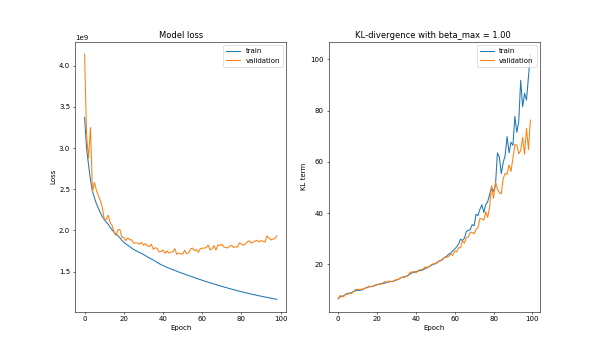 Model loss
1e9
train
validation
4.0
3.5
3.0
2.5
2.0
1.5
Loss
0 20 40 60 80 100
Epoch
KL-divergence with beta_max = 1.00
train
validation
100
80
60
40
20
KL term
0 20 40 60 80 100
Epoch